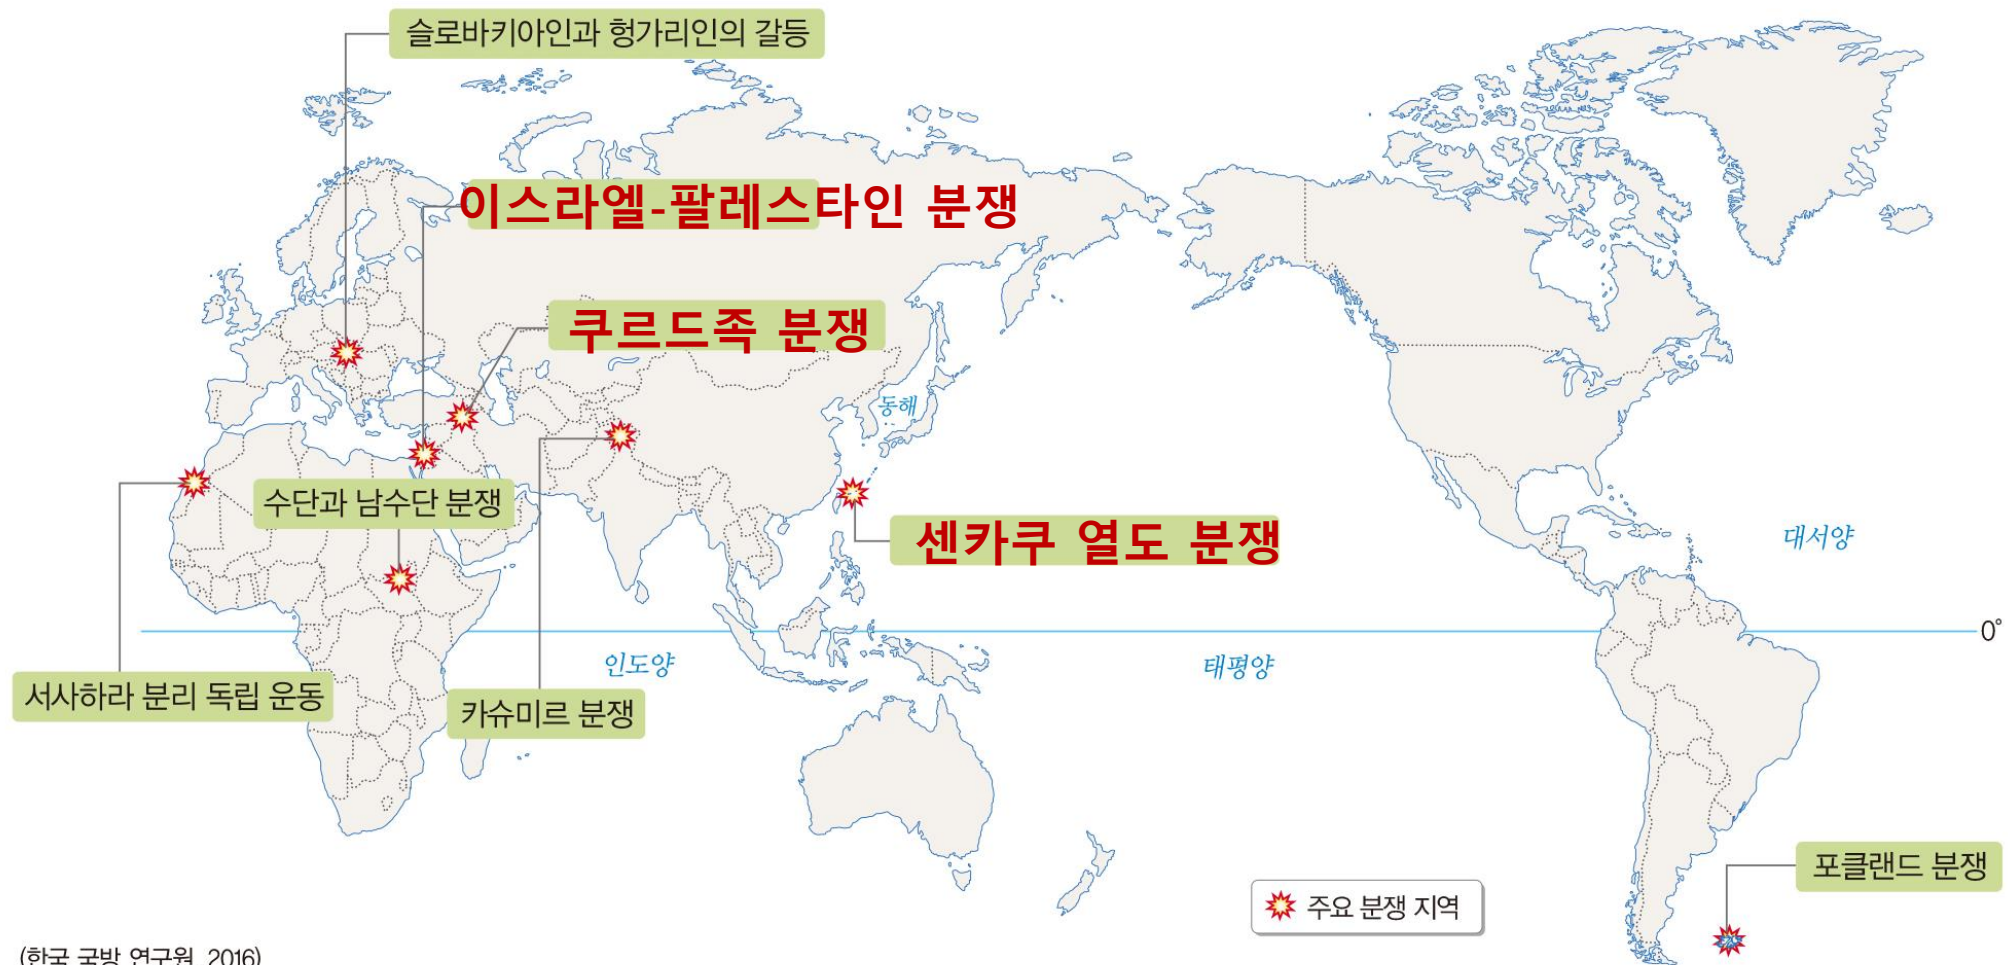 슬로바키아인과 헝가리인의 갈등
이스라엘-팔레스타인 분쟁
쿠르드족 분쟁
동해
수단과 남수단 분쟁
센카쿠 열도 분쟁
대서양
0°
인도양
태평양
서사하라 분리 독립 운동
카슈미르 분쟁
포클랜드 분쟁
주요 분쟁 지역
(한국 국방 연구원, 2016)